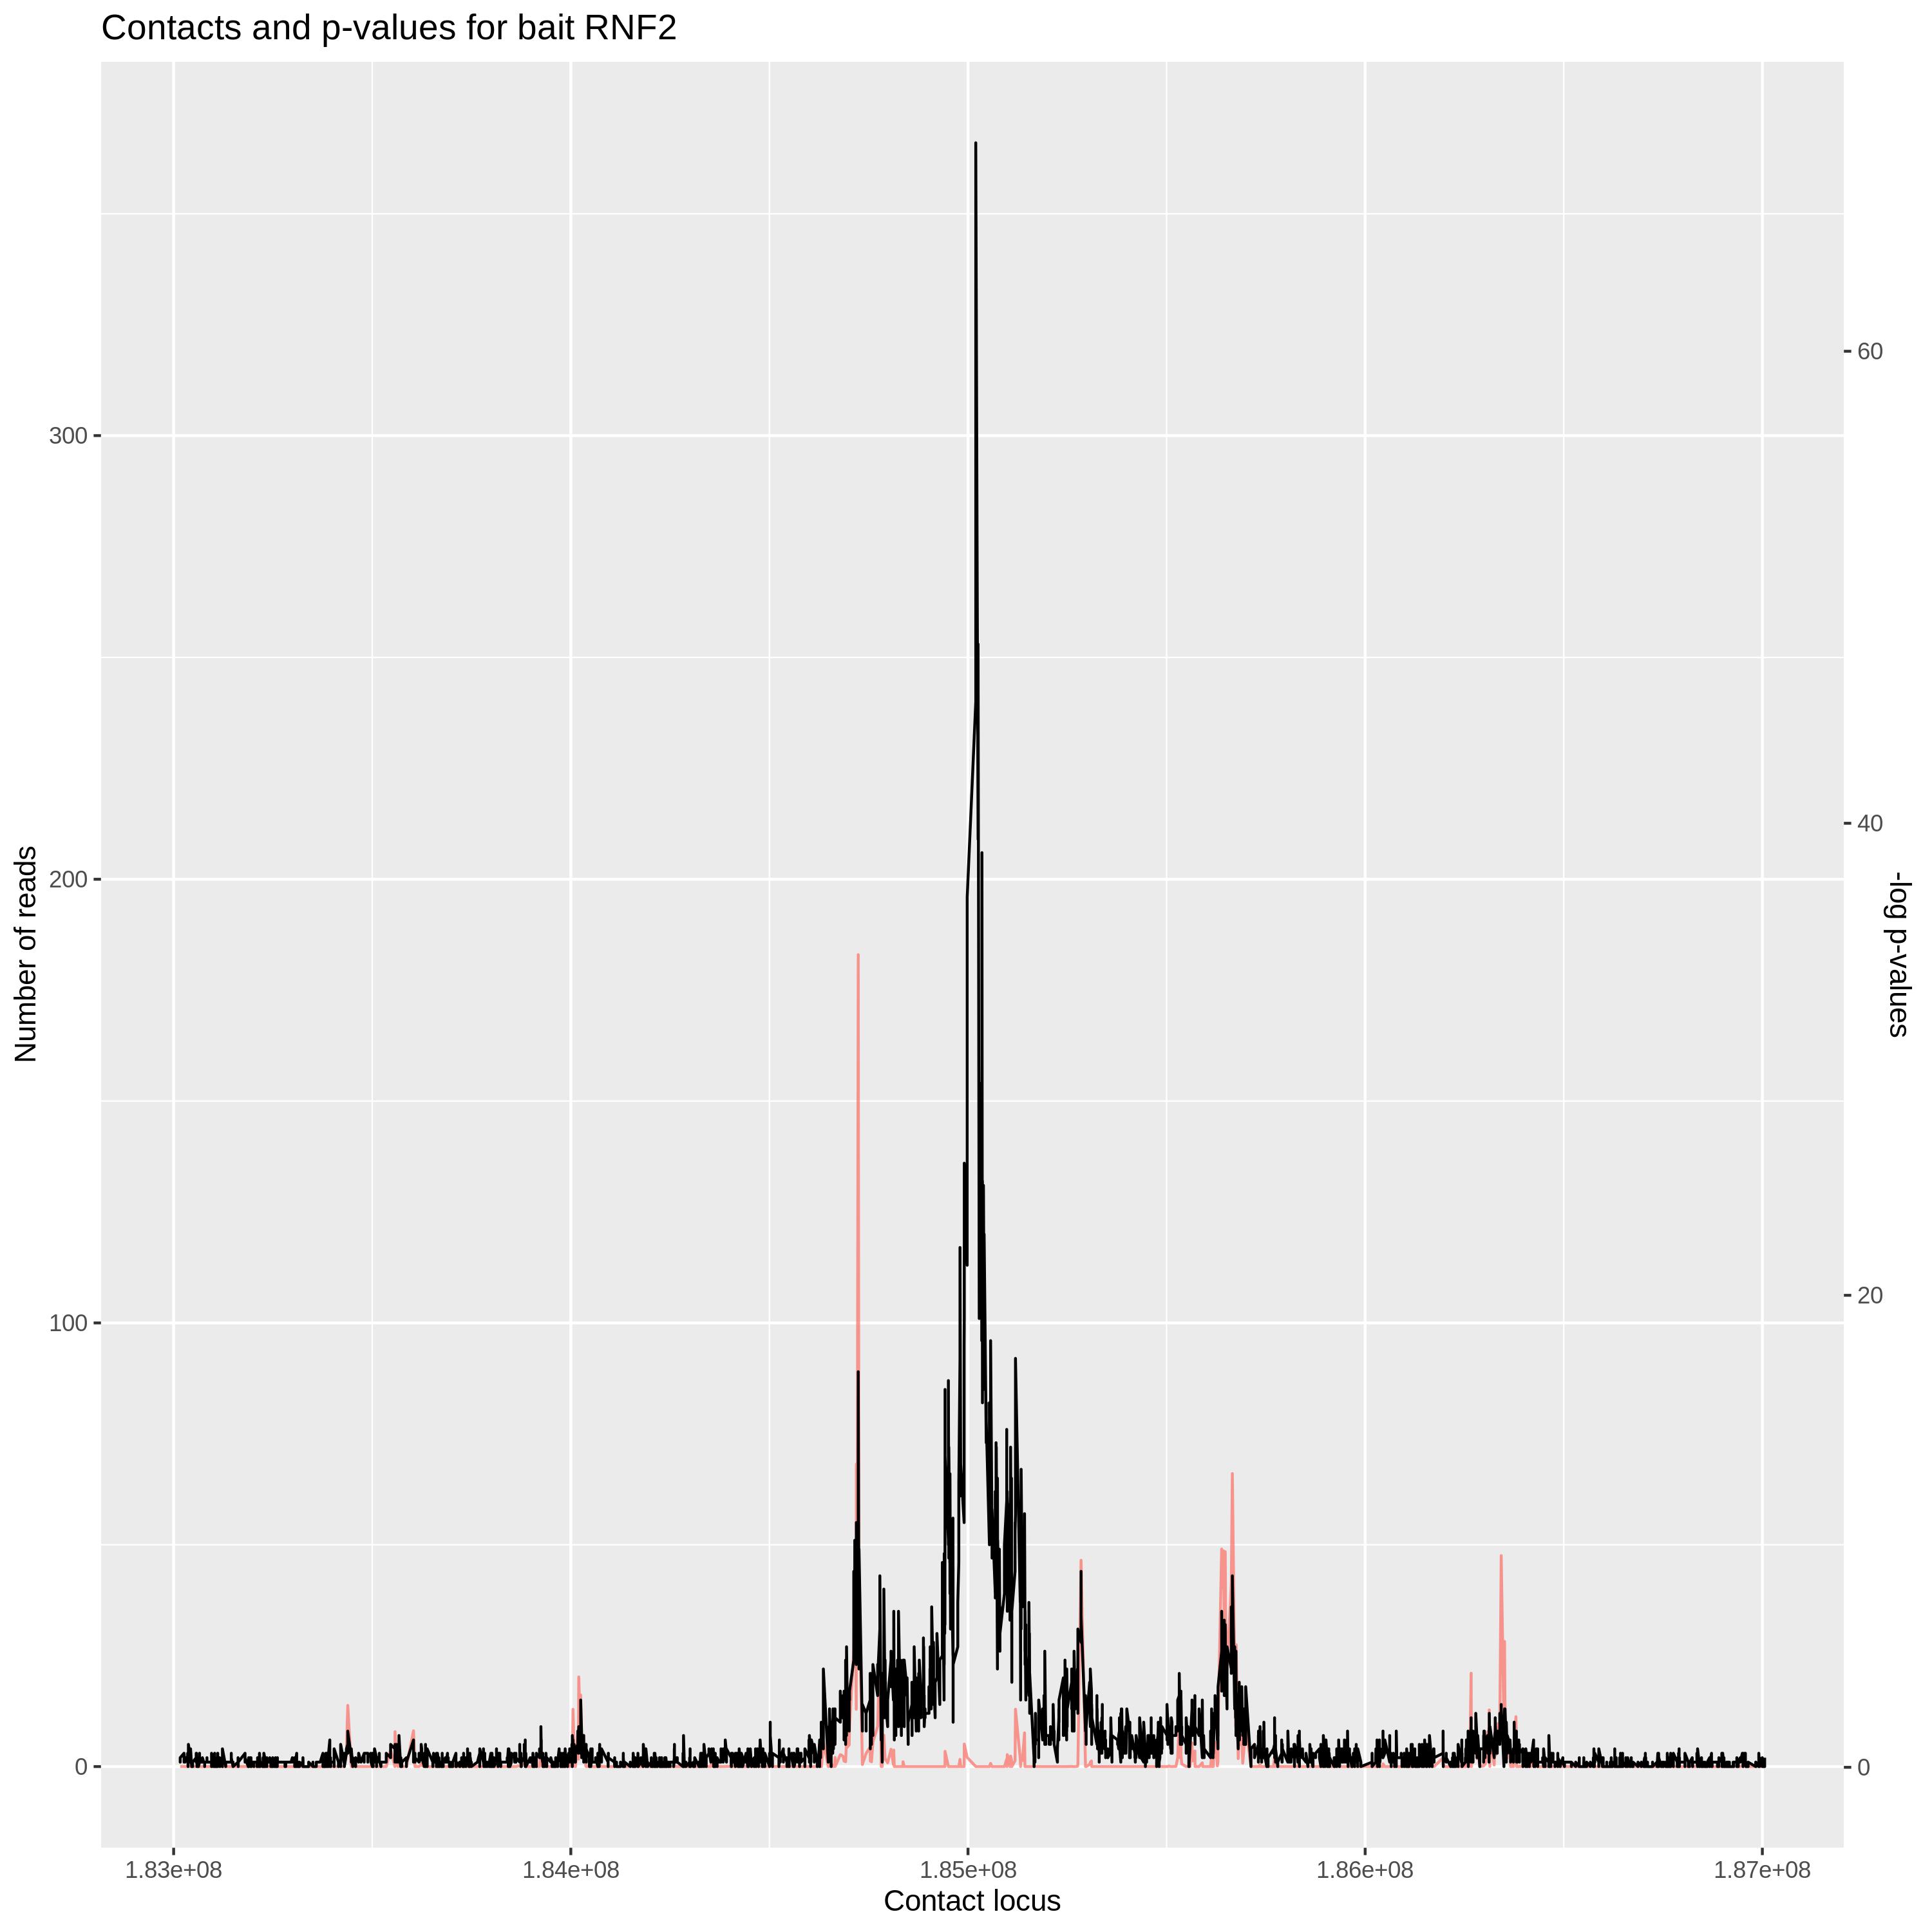 Contacts and p-values for bait RNF2
Number of reads
300
200
100
0
60
40
20
0
-log p-values
1.83e+08
1.84e+08
1.85e+08
1.86e+08
1.87e+08
Contact locus